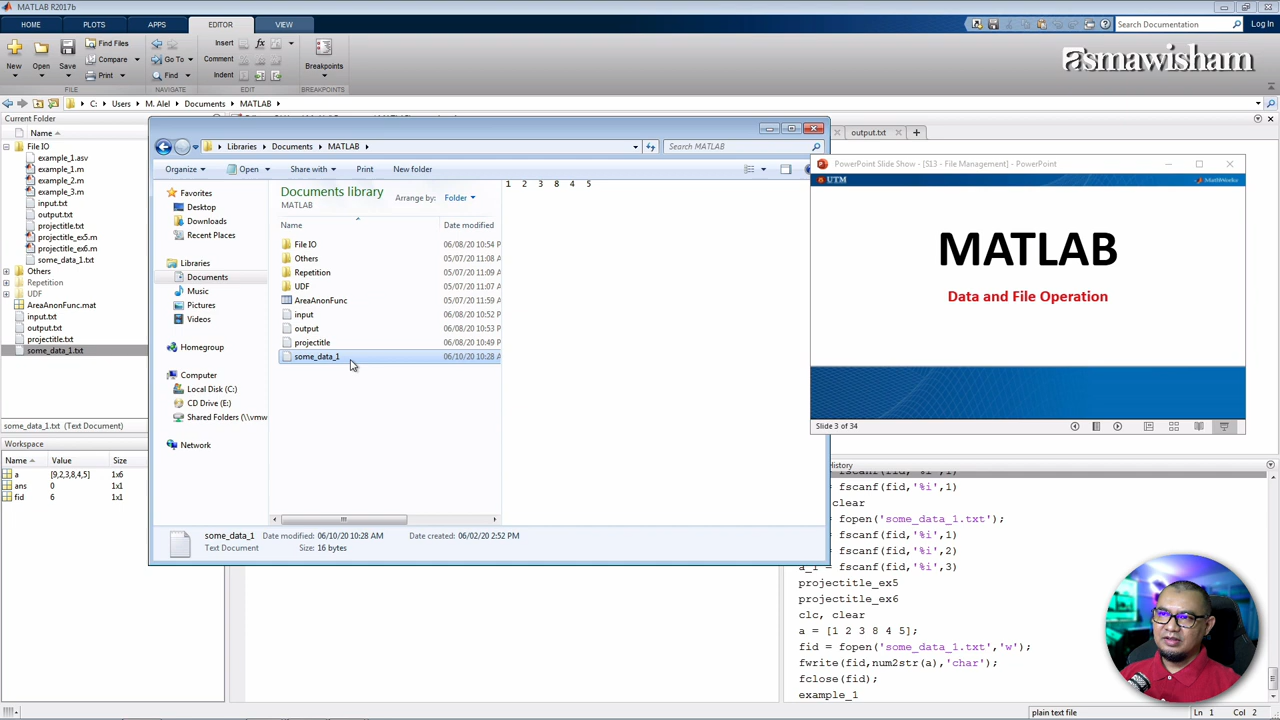 MATLAB R2017b
HOME
PLOTS
APPS
EDITOR
VIEW
Search Documentation
Log In
New
Open
Save
Find Files
Compare
Print
Go To
Find
Insert
Comment
Indent
Breakpoints
FILE
NAVIGATE
EDIT
BREAKPOINTS
asmawisham
C:
Users
M. Alel
Documents
MATLAB
Current Folder
Name
File IO
example_1.asv
example_1.m
example_2.m
example_3.m
input.txt
output.txt
projectitle.txt
projectitle_ex5.m
projectitle_ex6.m
some_data_1.txt
Others
Repetition
UDF
AreaAnonFunc.mat
input.txt
output.txt
projectitle.txt
some_data_1.txt
some_data_1.txt (Text Document)
Workspace
Name Value Size
a [9,2,3,8,4,5] 1x6
ans 0 1x1
fid 6 1x1
Libraries
Documents
MATLAB
Search MATLAB
Organize
Open
Share with
Print
New folder
Favorites
Desktop
Downloads
Recent Places
Libraries
Documents
Music
Pictures
Videos
Homegroup
Computer
Local Disk (C:)
CD Drive (E:)
Shared Folders (\\vmw
Network
Documents library
MATLAB
Arrange by: Folder
Name Date modified
File IO 06/08/20 10:54 P
Others 05/07/20 11:08 A
Repetition 05/07/20 11:09 A
UDF 05/07/20 11:07 A
AreaAnonFunc 05/07/20 11:59 A
input 06/08/20 10:52 P
output 06/08/20 10:53 P
projectitle 06/08/20 10:49 P
some_data_1 06/10/20 10:28 A
1 2 3 8 4 5
some_data_1 Date modified: 06/10/20 10:28 AM Date created: 06/02/20 2:52 PM
Text Document Size: 16 bytes
output.txt
PowerPoint Slide Show - [S13 - File Management] - PowerPoint
UTM
MathWorks
MATLAB
Data and File Operation
Slide 3 of 34
History
= fscanf(fid,'%i',1)
= fscanf(fid,'%i',1)
clear
= fopen('some_data_1.txt');
= fscanf(fid,'%i',1)
= fscanf(fid,'%i',2)
a_1 = fscanf(fid,'%i',3)
projectitle_ex5
projectitle_ex6
clc, clear
a = [1 2 3 8 4 5];
fid = fopen('some_data_1.txt','w');
fwrite(fid,num2str(a),'char');
fclose(fid);
example_1
plain text file
Ln 1 Col 2